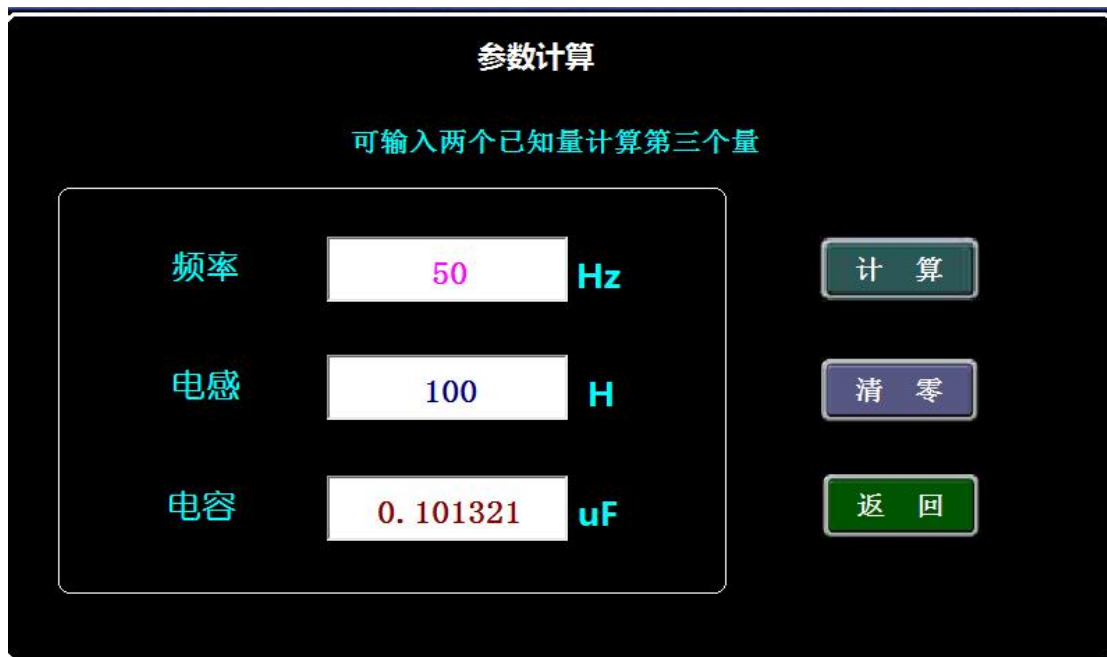 参数计算
可输入两个已知量计算第三个量
频率 50 Hz 计 算
电感 100 H 清 零
电容 0.101321 uF 返 回